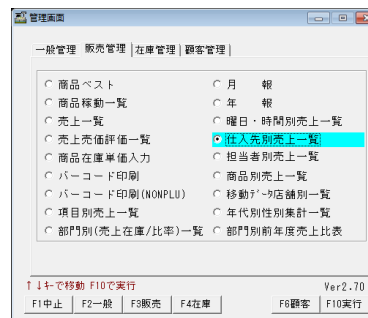 管理画面
一般管理 販売管理 在庫管理 顧客管理
商品ベスト
商品稼動一覧
売上一覧
売上売価評価一覧
商品在庫単価入力
バーコード印刷
バーコード印刷(NONPLU)
項目別売上一覧
部門別(売上在庫/比率)一覧
月 報
年 報
曜日・時間別売上一覧
仕入先別売上一覧
担当者別売上一覧
商品別売上一覧
移動ﾃﾞｰﾀ店舗別一覧
年代別性別集計一覧
部門別前年度売上比表
↑↓ｷｰで移動 F10で実行 Ver2.70
F1中止 F2一般 F3販売 F4在庫 F6顧客 F10実行